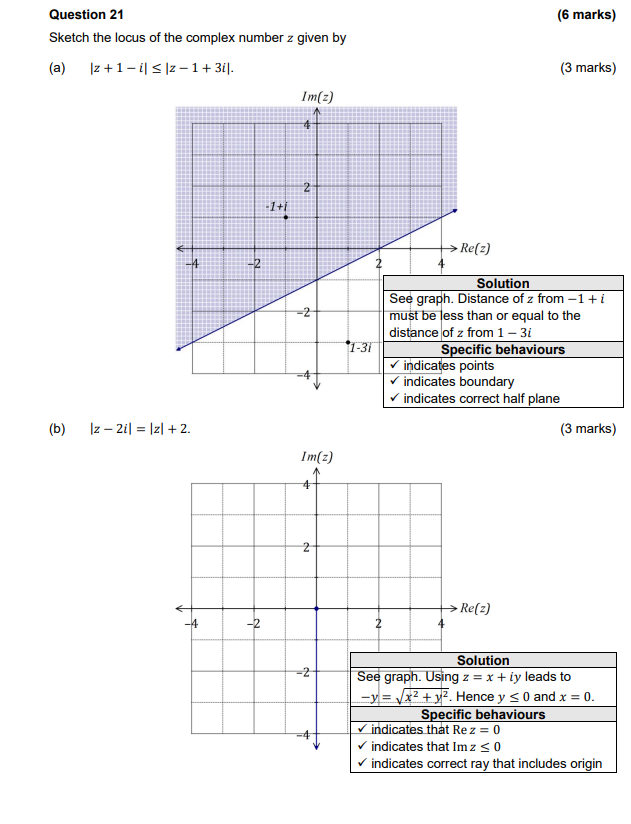 Question 21 (6 marks)
Sketch the locus of the complex number z given by
(a) |z + 1 − i| ≤ |z − 1 + 3i|. (3 marks)
Im(z)
4
2
-1+i
Re(z)
−4 −2 2 4
−2
1-3i
−4
Solution
See graph. Distance of z from −1 + i
must be less than or equal to the
distance of z from 1 − 3i
Specific behaviours
✓ indicates points
✓ indicates boundary
✓ indicates correct half plane
(b) |z − 2i| = |z| + 2. (3 marks)
Im(z)
4
2
Re(z)
−4 −2 2 4
−2
−4
Solution
See graph. Using z = x + iy leads to
−y = √x² + y². Hence y ≤ 0 and x = 0.
Specific behaviours
✓ indicates that Re z = 0
✓ indicates that Im z ≤ 0
✓ indicates correct ray that includes origin